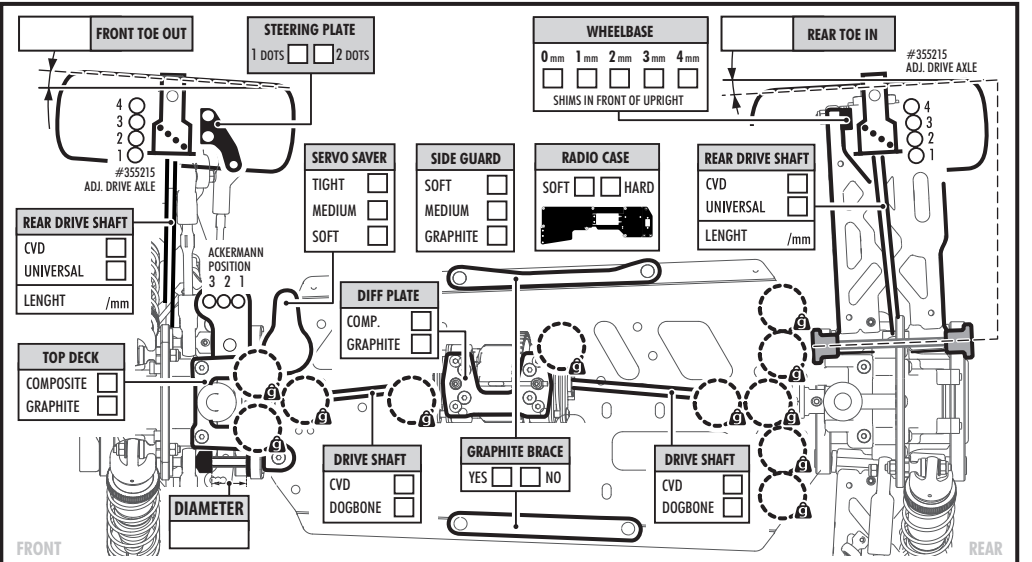 FRONT TOE OUT
STEERING PLATE
1 DOTS 2 DOTS
WHEELBASE
0mm 1mm 2mm 3mm 4mm
SHIMS IN FRONT OF UPRIGHT
REAR TOE IN
#355215
ADJ. DRIVE AXLE
4
3
2
1
#355215
ADJ. DRIVE AXLE
4
3
2
1
SERVO SAVER
TIGHT
MEDIUM
SOFT
SIDE GUARD
SOFT
MEDIUM
GRAPHITE
RADIO CASE
SOFT HARD
REAR DRIVE SHAFT
CVD
UNIVERSAL
LENGHT /mm
REAR DRIVE SHAFT
CVD
UNIVERSAL
LENGHT /mm
ACKERMANN
POSITION
3 2 1
DIFF PLATE
COMP.
GRAPHITE
TOP DECK
COMPOSITE
GRAPHITE
g
g
g
g
g
g
g
g
g
g
g
g
DRIVE SHAFT
CVD
DOGBONE
GRAPHITE BRACE
YES NO
DRIVE SHAFT
CVD
DOGBONE
DIAMETER
FRONT
REAR